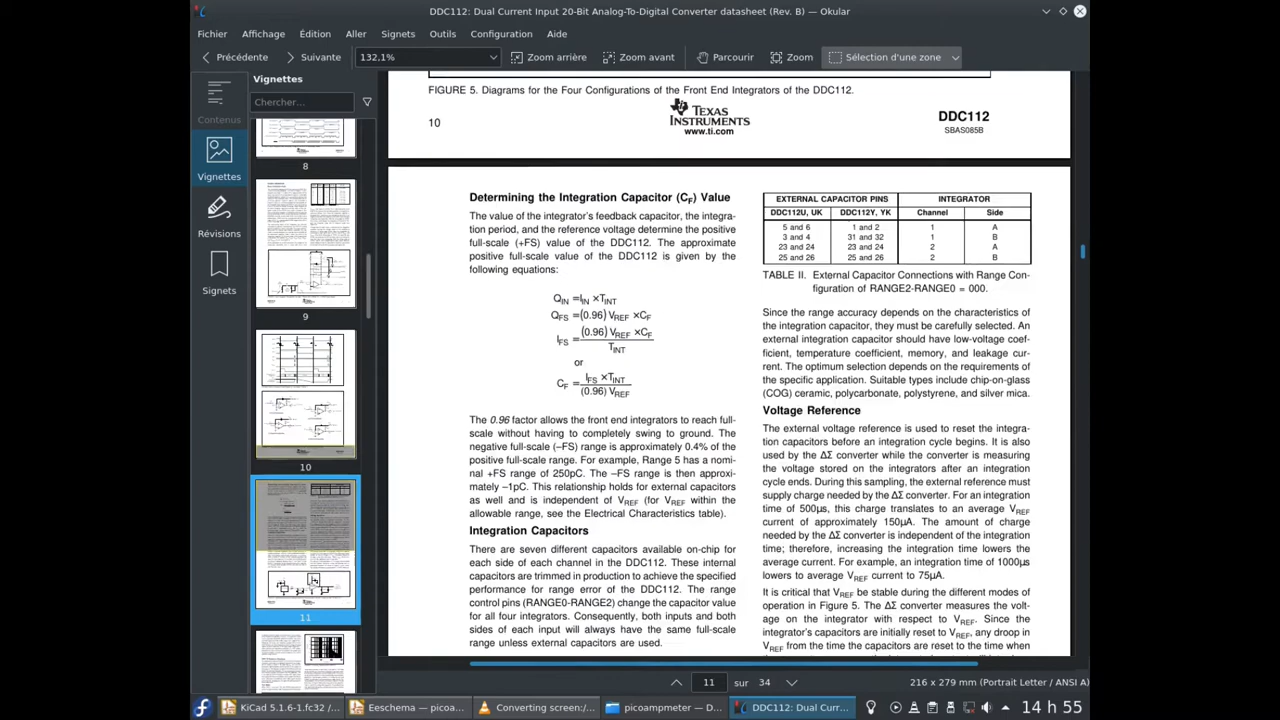 DDC112: Dual Current Input 20-Bit Analog-To-Digital Converter datasheet (Rev. B) — Okular
Fichier Affichage Édition Aller Signets Outils Configuration Aide
Précédente Suivante 132,1% Zoom arrière Zoom avant Parcourir Zoom Sélection d'une zone
Contenus
Vignettes
Révisions
Signets
Vignettes
Chercher...
8
9
10
11
FIGURE 5. Diagrams for the Four Configurations of the Front End Integrators of the DDC112.
10
TEXAS
INSTRUMENTS
www.ti.com
DDC112
SBAS085B
Determining the Integration Capacitor (CF) Value
The value of the integrator's feedback capacitor, the integra-
tion period, and the reference voltage determine the positive
full-scale (+FS) value of the DDC112. The approximate
positive full-scale value of the DDC112 is given by the
following equations:
QIN = IIN × TINT
QFS = (0.96) VREF × CF
IFS = (0.96) VREF × CF
TINT
or
CF = IFS × TINT
(0.96) VREF
The 0.96 factor allows the front end integrators to reach full-
scale without having to completely swing to ground. The
negative full-scale (–FS) range is approximately 0.4% of the
positive full-scale range. For example, Range 5 has a nomi-
nal +FS range of 250pC. The –FS range is then approxi-
mately –1pC. This relationship holds for external capacitors
as well and is independent of VREF (for VREF within the
allowable range, see the Electrical Characteristics table).
Integration Capacitors
There are seven different capacitors available on-chip for
each side of each channel in the DDC112. These internal
capacitors are trimmed in production to achieve the specified
performance for range error of the DDC112. The range
control pins (RANGE0-RANGE2) change the capacitor value
for all four integrators. Consequently, both inputs and both
sides of each input will always have the same full-scale
range unless external capacitors are used.
EXTERNAL CAPACITOR PINS INTEGRATOR
DDC112U, UK DDC112Y, YK Channel Side
5 and 6 1 and 2 1 A
3 and 4 31 and 32 1 B
23 and 24 23 and 24 2 A
25 and 26 25 and 26 2 B
TABLE II. External Capacitor Connections with Range Con-
figuration of RANGE2-RANGE0 = 000.
Since the range accuracy depends on the characteristics of
the integration capacitor, they must be carefully selected. An
external integration capacitor should have low-voltage coef-
ficient, temperature coefficient, memory, and leakage cur-
rent. The optimum selection depends on the requirements of
the specific application. Suitable types include chip-on-glass
(COG) ceramic, polycarbonate, polystyrene, and silver mica.
Voltage Reference
The external voltage reference is used to reset the integra-
tion capacitors before an integration cycle begins. It is also
used by the ΔΣ converter while the converter is measuring
the voltage stored on the integrators after an integration
cycle ends. During this sampling, the external reference must
supply charge needed by the ΔΣ converter. For an integration
time of 500µs, this charge translates to an average VREF
current of approximately 150µA. The amount of charge
needed by the ΔΣ converter is independent of the integration
time; therefore, increasing the integration time lowers the
average current. For example, an integration time of 1000µs
lowers to average VREF current to 75µA.
It is critical that VREF be stable during the different modes of
operation in Figure 5. The ΔΣ converter measures the volt-
age on the integrator with respect to VREF. Since the
integrators capacitors are initially reset to VREF, any droop in
VREF from the time the capacitors are reset to the time when
11 sur 34
216 x 279 mm (Portrait Letter / ANSI A)
KiCad 5.1.6-1.fc32 /... Eeschema — picoa... Converting screen:/... picoampmeter — D... DDC112: Dual Curr... 14 h 55